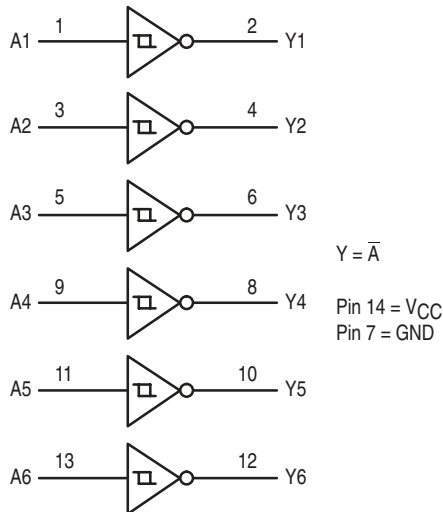 A1 1 2 Y1
A2 3 4 Y2
A3 5 6 Y3
Y = A̅
A4 9 8 Y4
Pin 14 = VCC
Pin 7 = GND
A5 11 10 Y5
A6 13 12 Y6